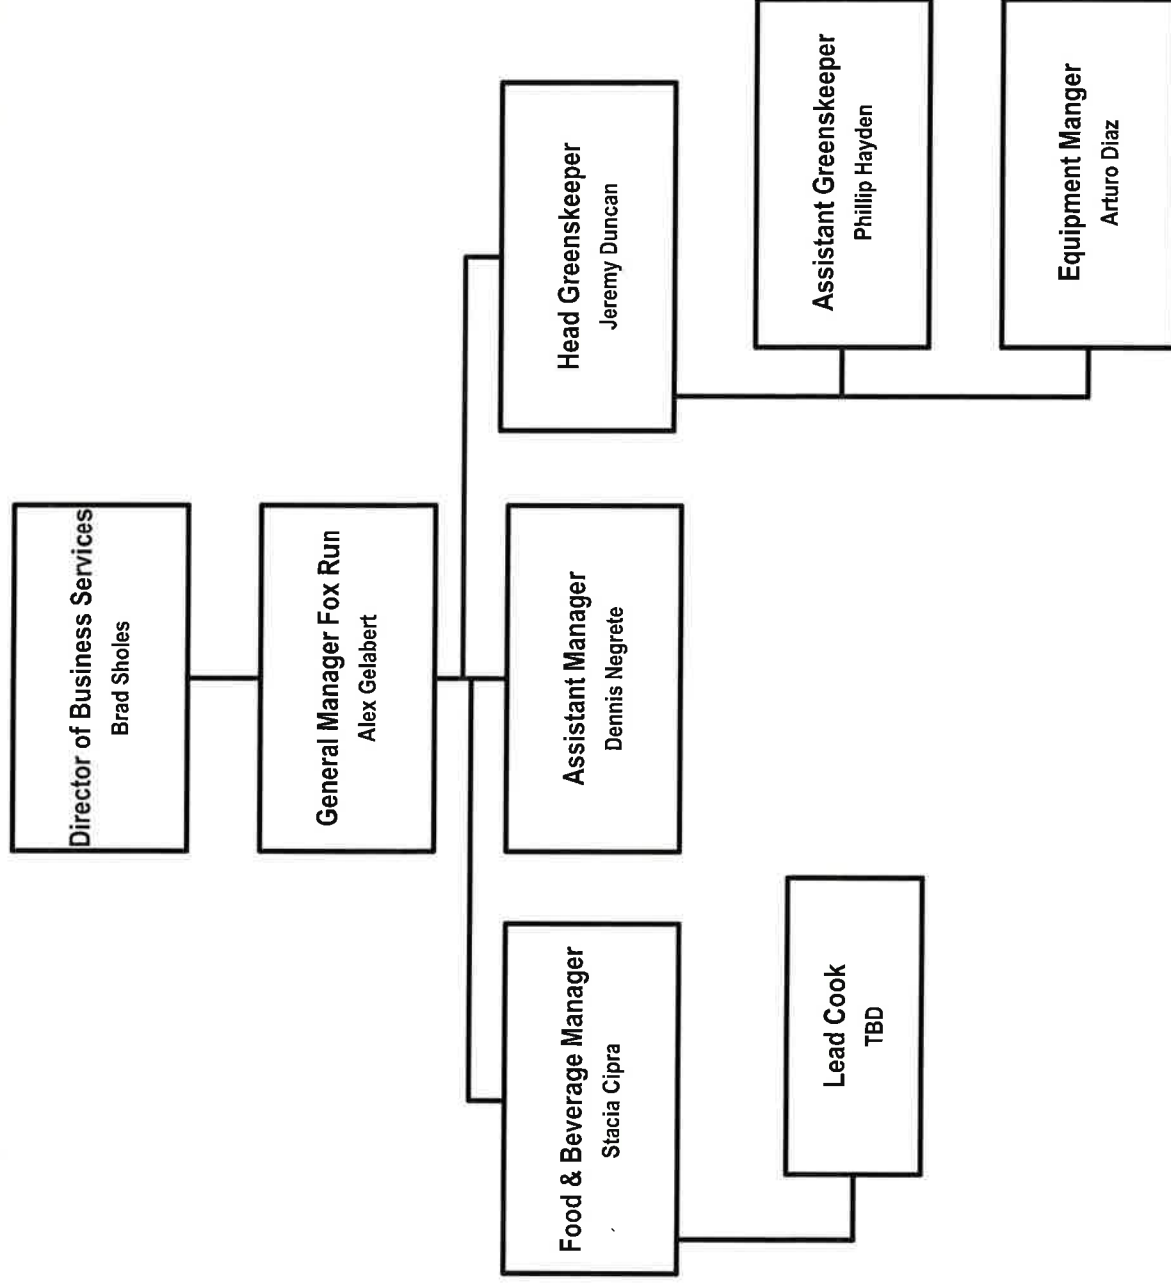 Director of Business Services
Brad Sholes
General Manager Fox Run
Alex Gelabert
Food & Beverage Manager
Stacia Cipra
Assistant Manager
Dennis Negrete
Head Greenskeeper
Jeremy Duncan
Lead Cook
TBD
Assistant Greenskeeper
Phillip Hayden
Equipment Manger
Arturo Diaz